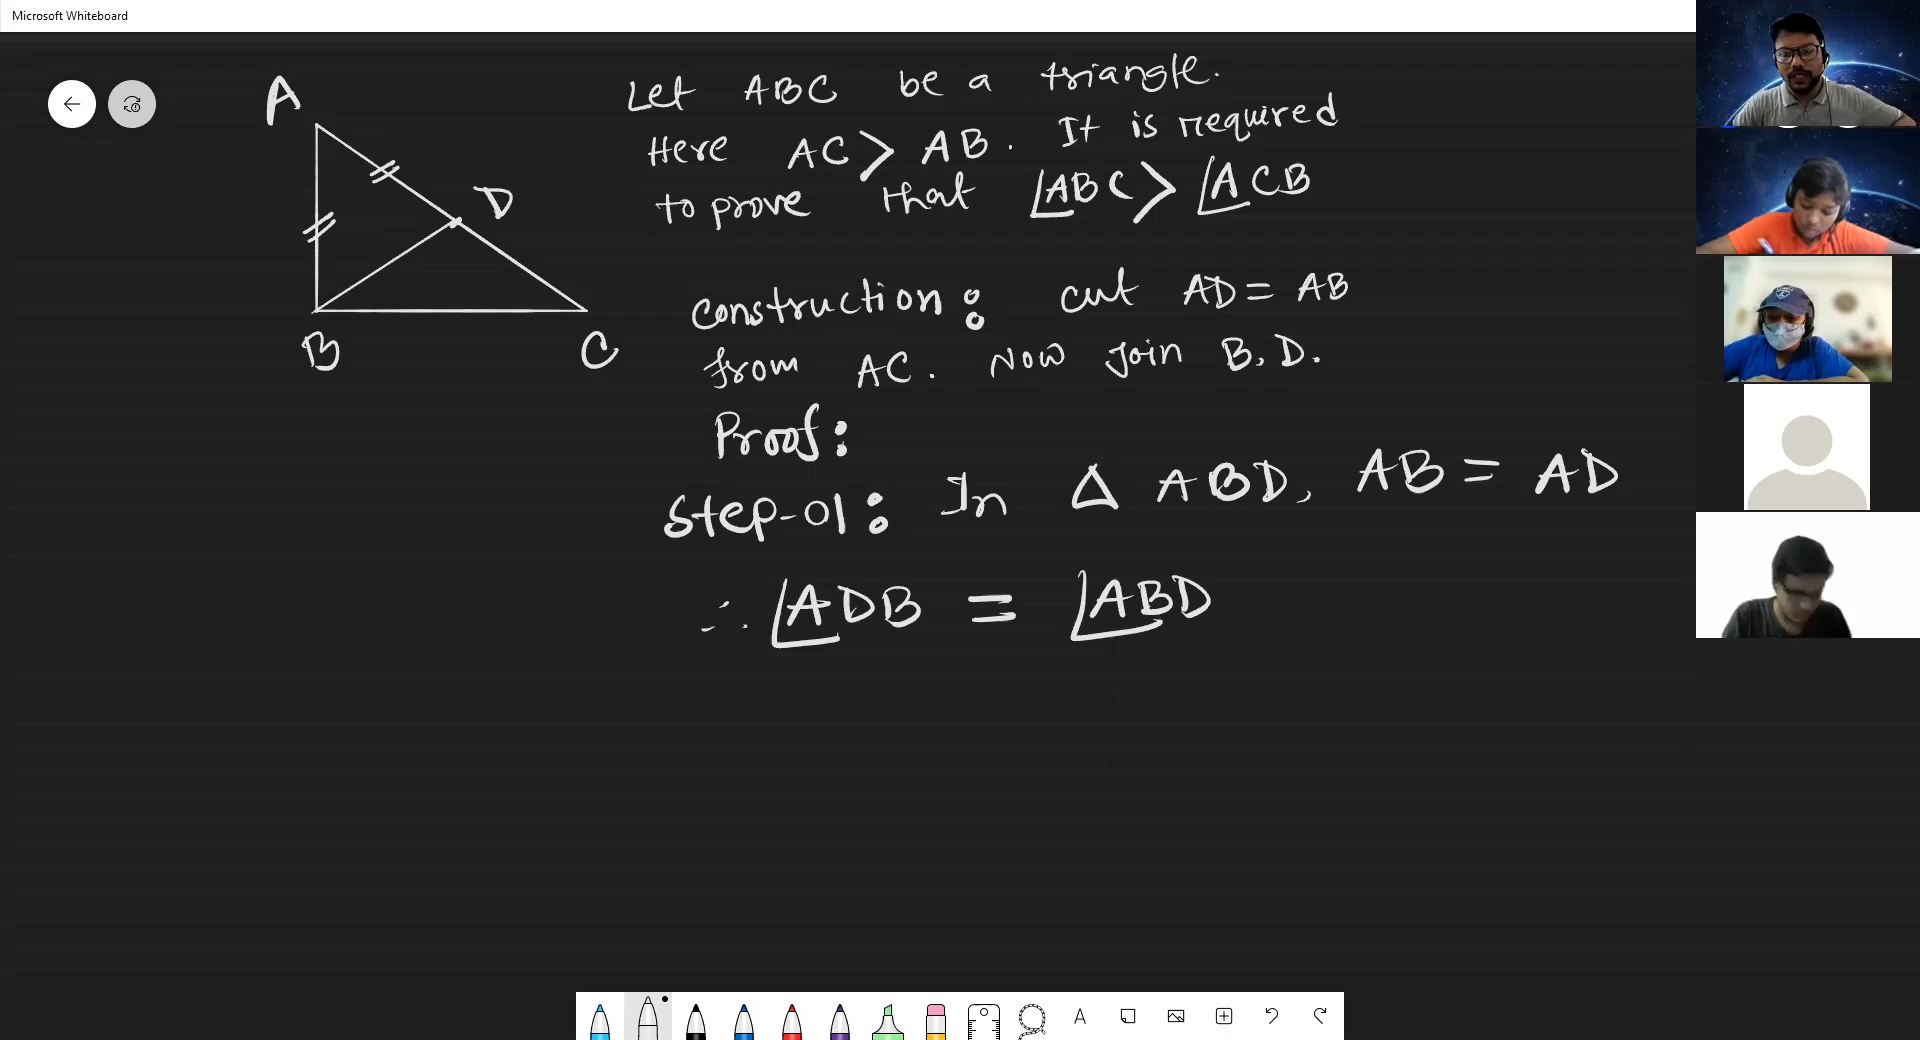 Microsoft Whiteboard
A
D
B
C
Let ABC be a triangle.
Here AC > AB. It is required
to prove that ∠ABC > ∠ACB
construction: cut AD = AB
from AC. Now Join B, D.
Proof:
Step-01: In Δ ABD, AB = AD
∴ ∠ADB = ∠ABD
A